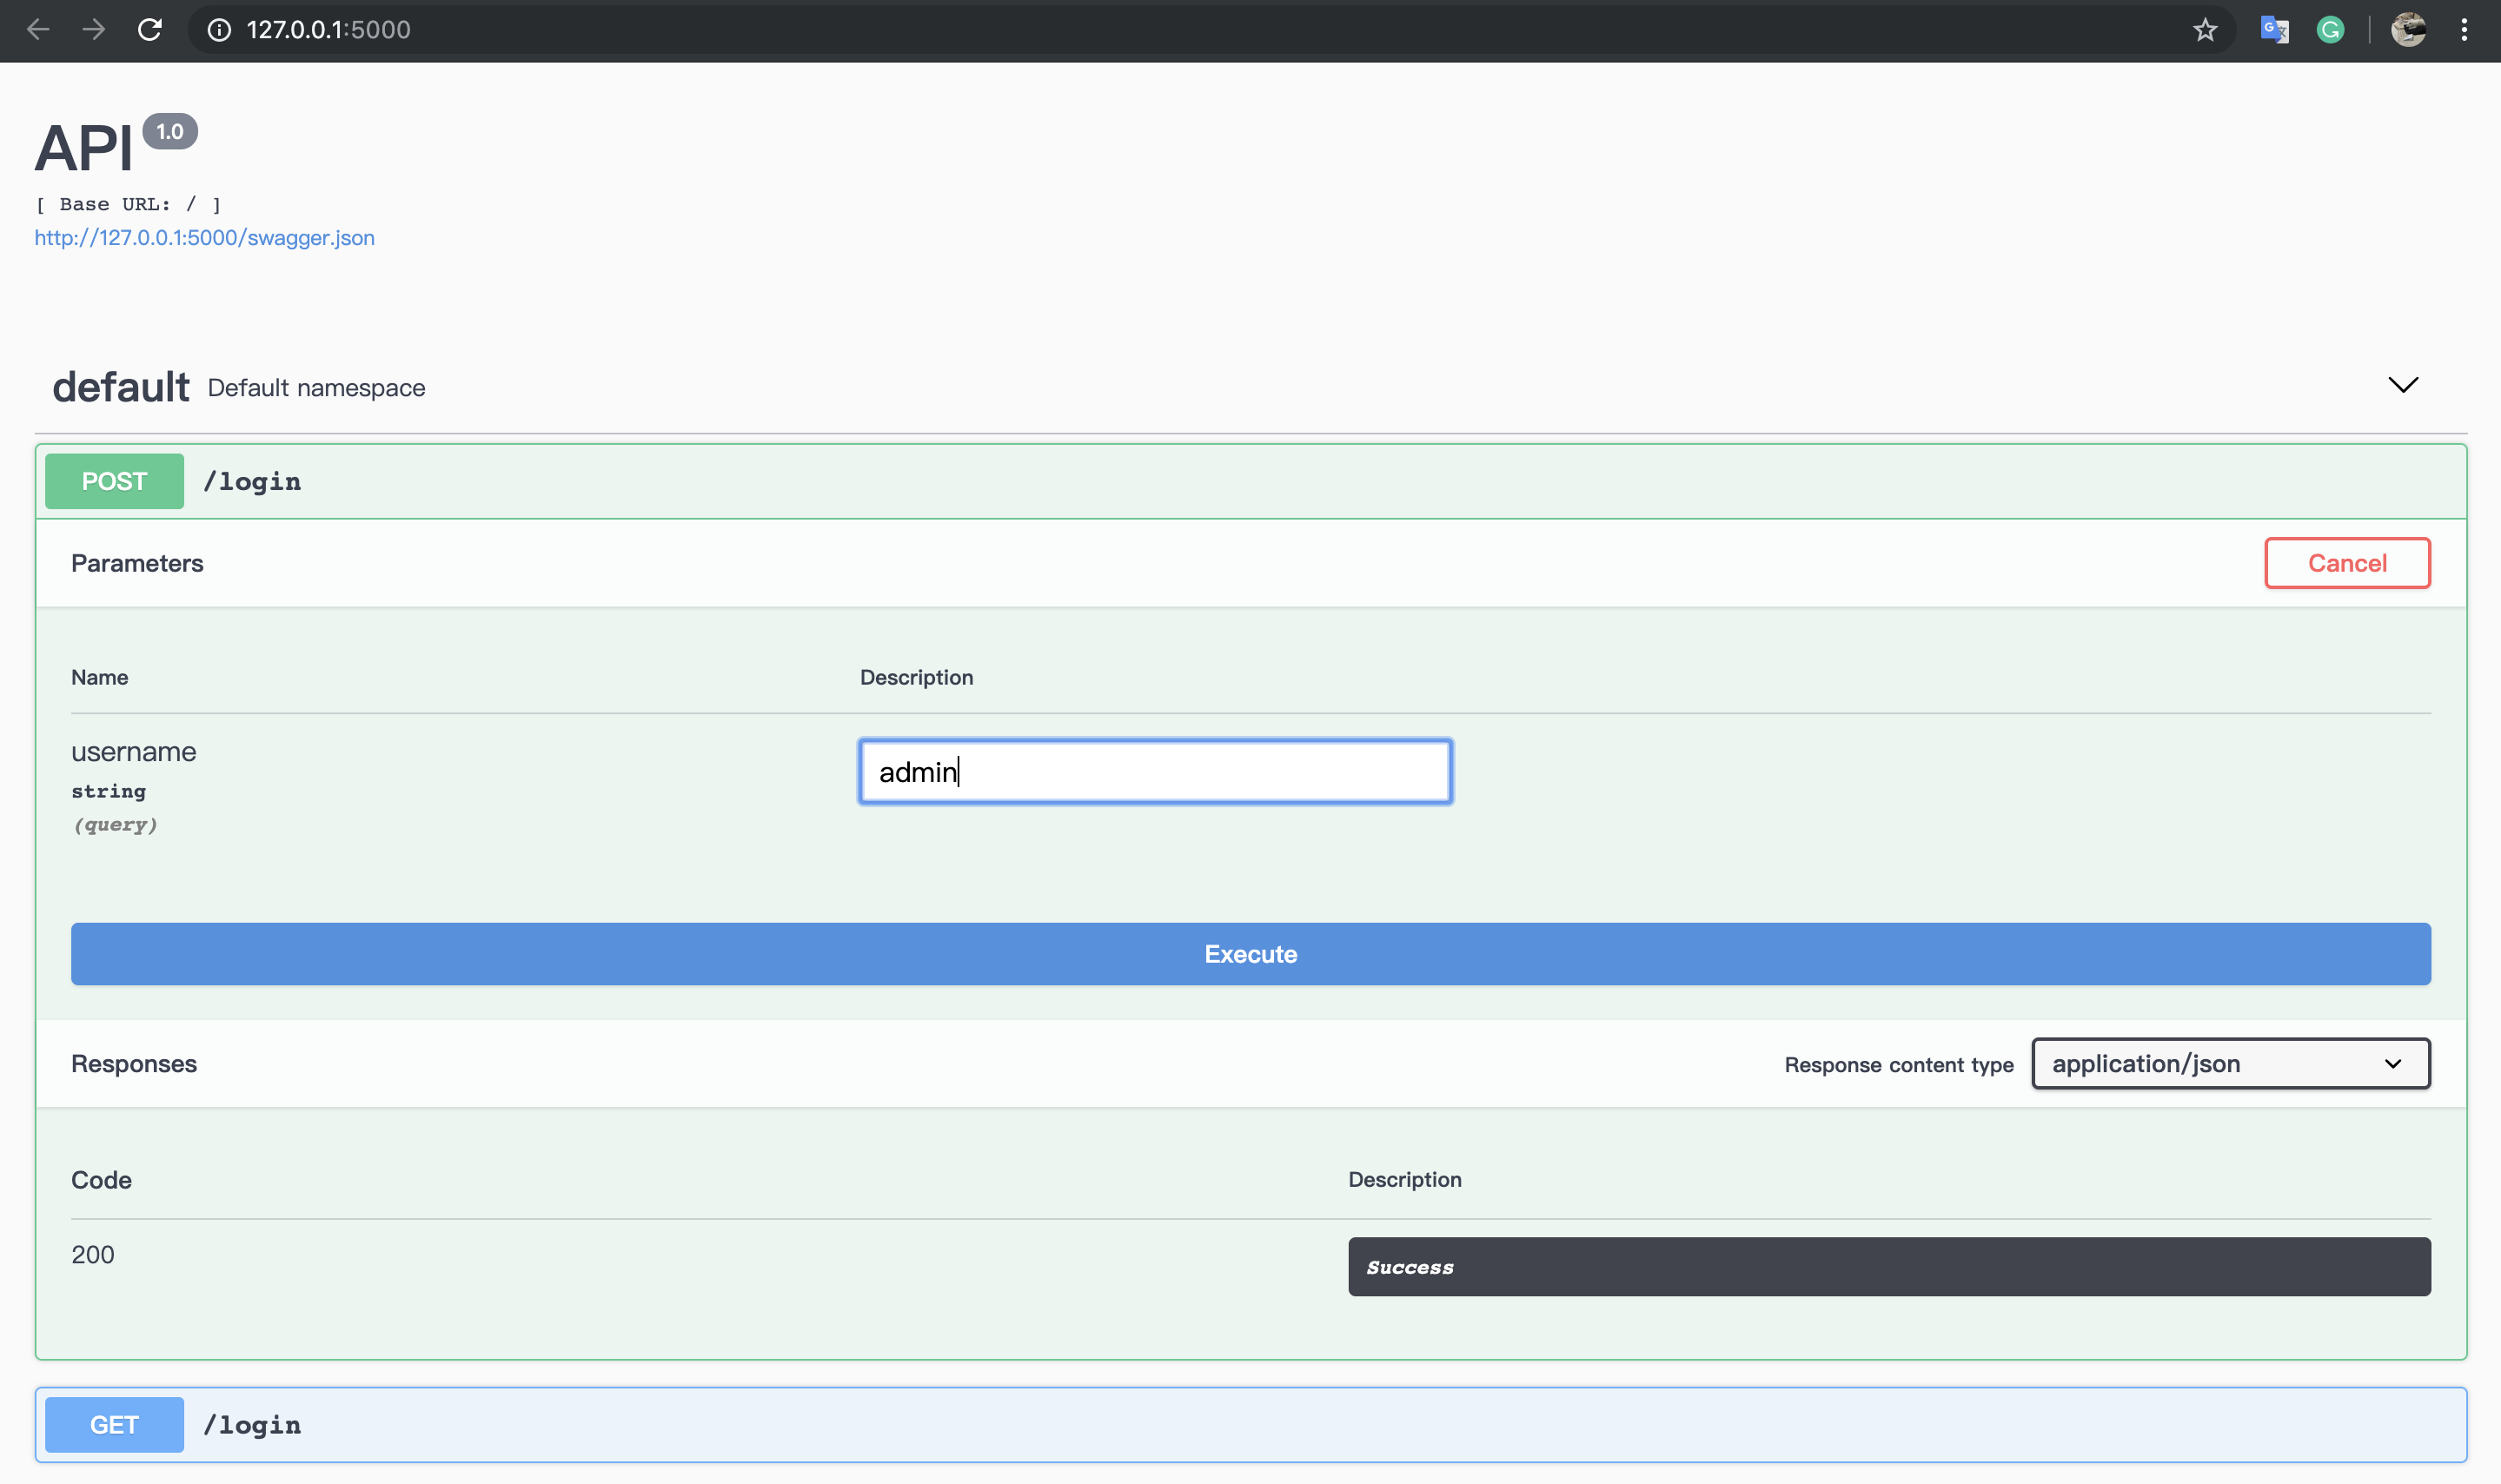 127.0.0.1:5000
API 1.0
[ Base URL: / ]
http://127.0.0.1:5000/swagger.json
default Default namespace
POST /login
Parameters Cancel
Name Description
username admin
string
(query)
Execute
Responses Response content type application/json
Code Description
200 Success
GET /login